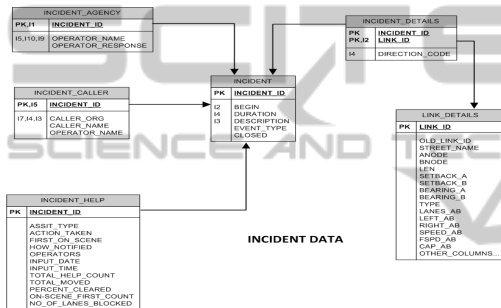 INCIDENT_AGENCY
PK,I1 INCIDENT_ID
I5,I10,I9 OPERATOR_NAME
OPERATOR_RESPONSE
INCIDENT_DETAILS
PK INCIDENT_ID
PK,I2 LINK_ID
I4 DIRECTION_CODE
INCIDENT
PK INCIDENT_ID
I2 BEGIN
I4 DURATION
I3 DESCRIPTION
EVENT_TYPE
CLOSED
INCIDENT_CALLER
PK,I5 INCIDENT_ID
I7,I4,I3 CALLER_ORG
CALLER_NAME
OPERATOR_NAME
LINK_DETAILS
PK LINK_ID
OLD_LINK_ID
STREET_NAME
ANODE
BNODE
LEN
SETBACK_A
SETBACK_B
BEARING_A
BEARING_B
TYPE
LANES_AB
LEFT_AB
RIGHT_AB
SPEED_AB
FSPD_AB
CAP_AB
OTHER_COLUMNS...
INCIDENT_HELP
PK INCIDENT_ID
ASSIT_TYPE
ACTION_TAKEN
FIRST_ON_SCENE
HOW_NOTIFIED
OPERATORS
INPUT_DATE
INPUT_TIME
TOTAL_HELP_COUNT
TOTAL_MOVED
PERCENT_CLEARED
ON-SCENE_FIRST_COUNT
NO_OF_LANES_BLOCKED
INCIDENT DATA
SCITE
SCIENCE AND TEC